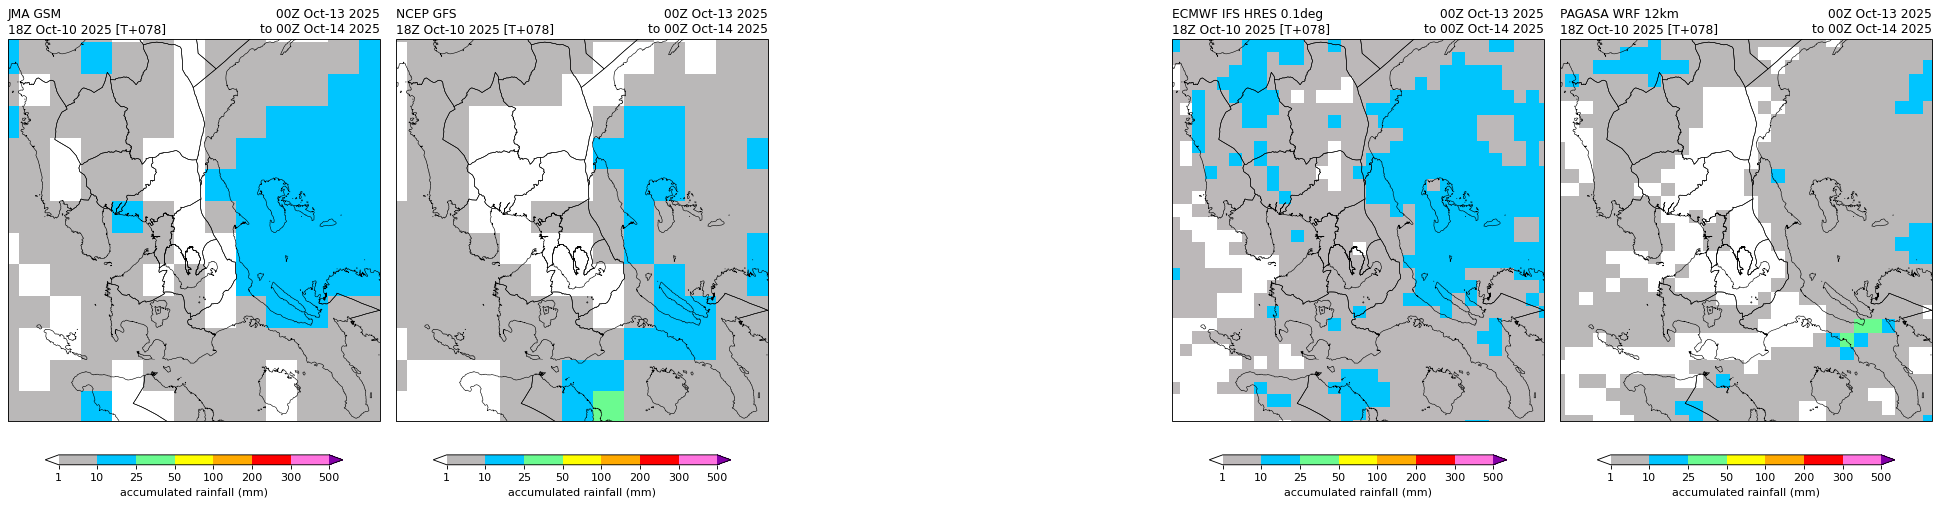 JMA GSM
00Z Oct-13 2025
18Z Oct-10 2025 [T+078]
to 00Z Oct-14 2025
NCEP GFS
00Z Oct-13 2025
18Z Oct-10 2025 [T+078]
to 00Z Oct-14 2025
ECMWF IFS HRES 0.1deg
00Z Oct-13 2025
18Z Oct-10 2025 [T+078]
to 00Z Oct-14 2025
PAGASA WRF 12km
00Z Oct-13 2025
18Z Oct-10 2025 [T+078]
to 00Z Oct-14 2025
1 10 25 50 100 200 300 500
accumulated rainfall (mm)
1 10 25 50 100 200 300 500
accumulated rainfall (mm)
1 10 25 50 100 200 300 500
accumulated rainfall (mm)
1 10 25 50 100 200 300 500
accumulated rainfall (mm)